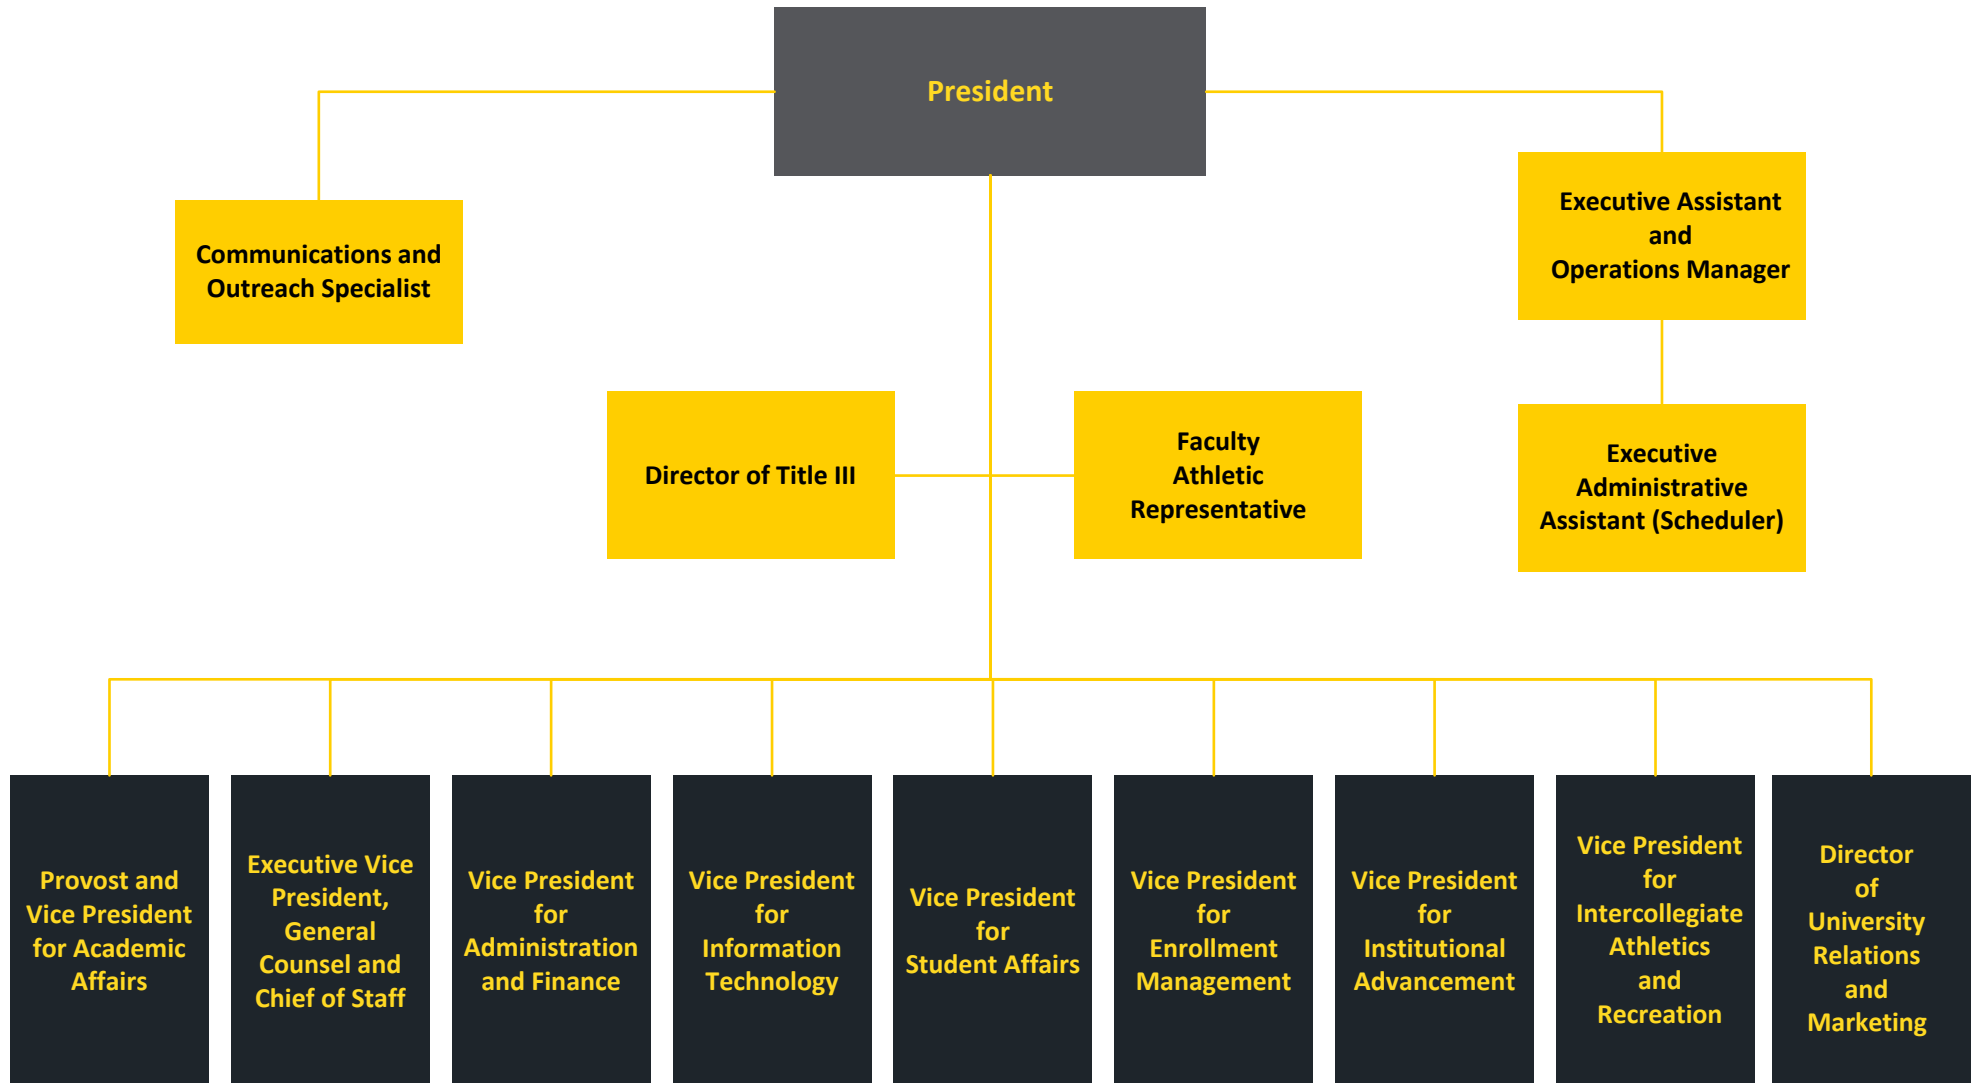 President
Communications and
Outreach Specialist
Executive Assistant
and
Operations Manager
Director of Title III
Faculty
Athletic
Representative
Executive
Administrative
Assistant (Scheduler)
Provost and
Vice President
for Academic
Affairs
Executive Vice
President,
General
Counsel and
Chief of Staff
Vice President
for
Administration
and Finance
Vice President
for
Information
Technology
Vice President
for
Student Affairs
Vice President
for
Enrollment
Management
Vice President
for
Institutional
Advancement
Vice President
for
Intercollegiate
Athletics
and
Recreation
Director
of
University
Relations
and
Marketing